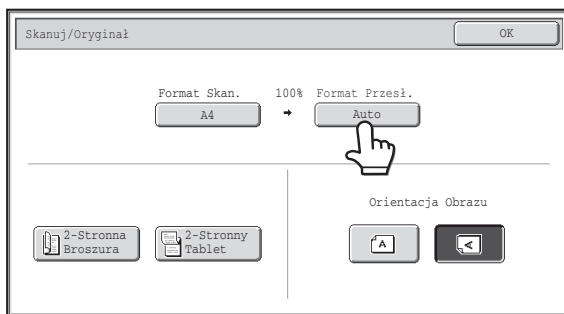 Skanuj/Oryginał
OK
Format Skan.
100%
Format Przesł.
A4
Auto
Orientacja Obrazu
2-Stronna
Broszura
2-Stronny
Tablet
A
A